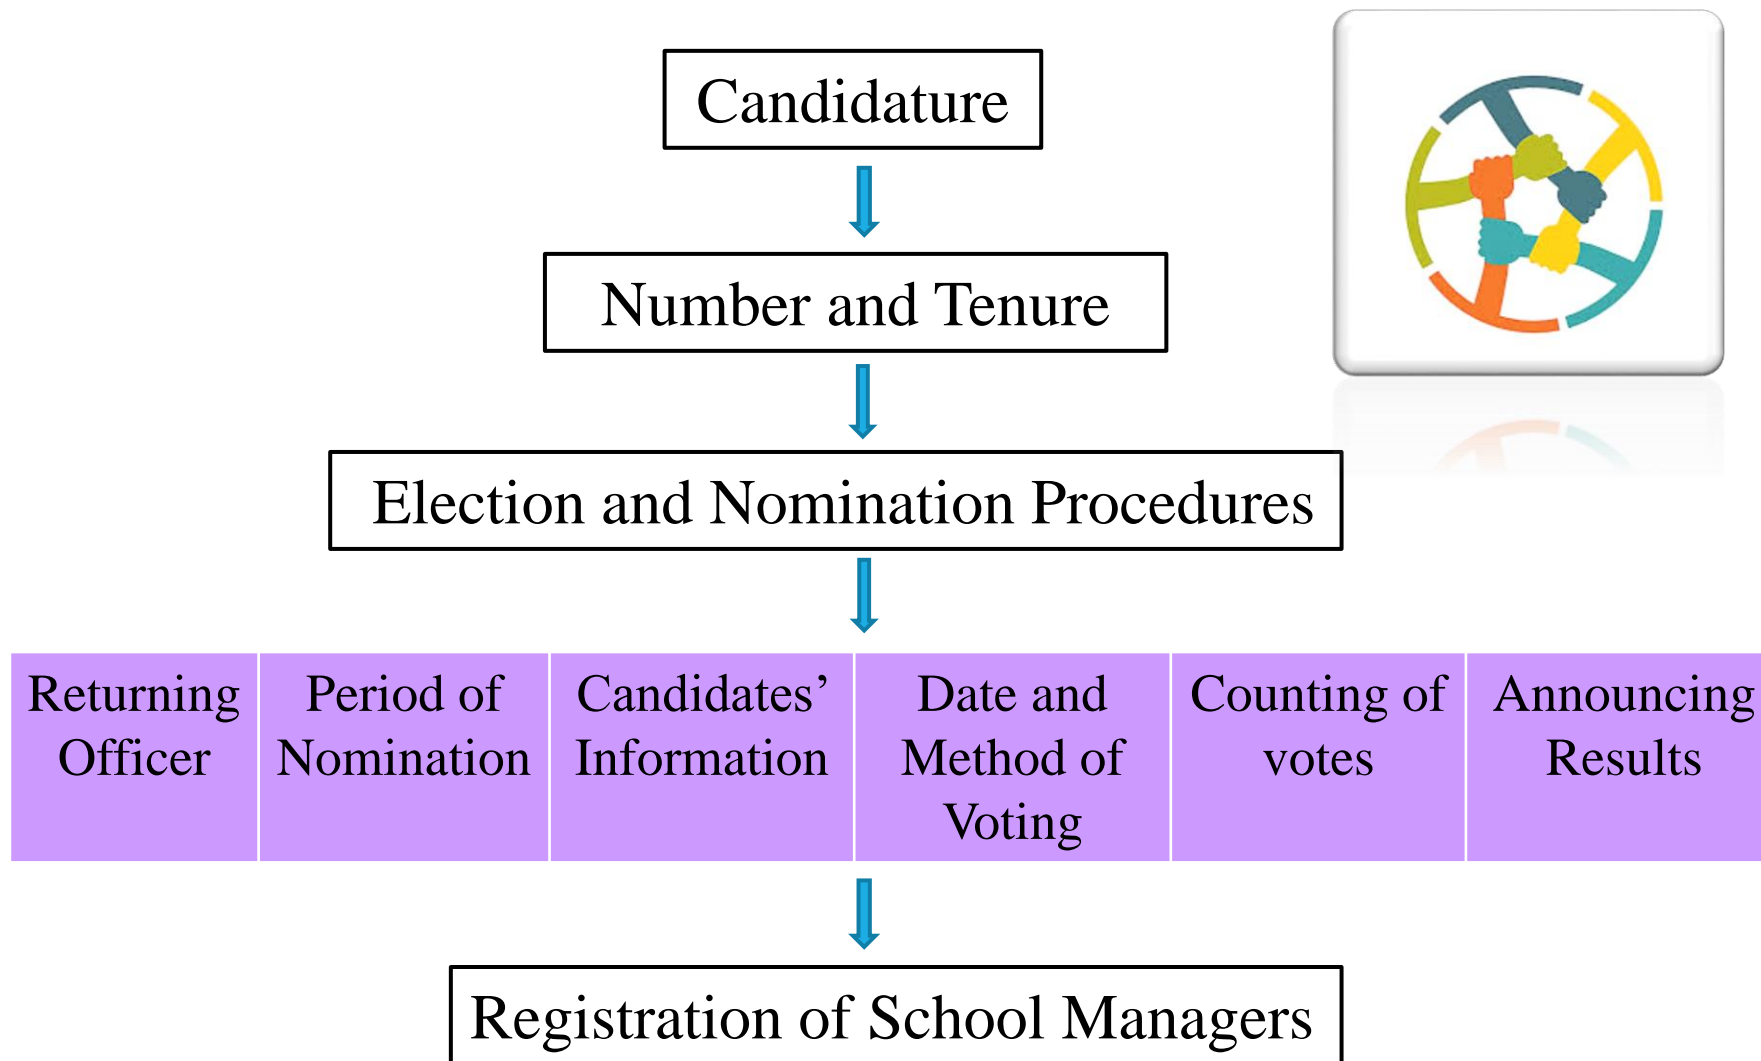 Candidature
Number and Tenure
Election and Nomination Procedures
Returning
Officer
Period of
Nomination
Candidates’
Information
Date and
Method of
Voting
Counting of
votes
Announcing
Results
Registration of School Managers